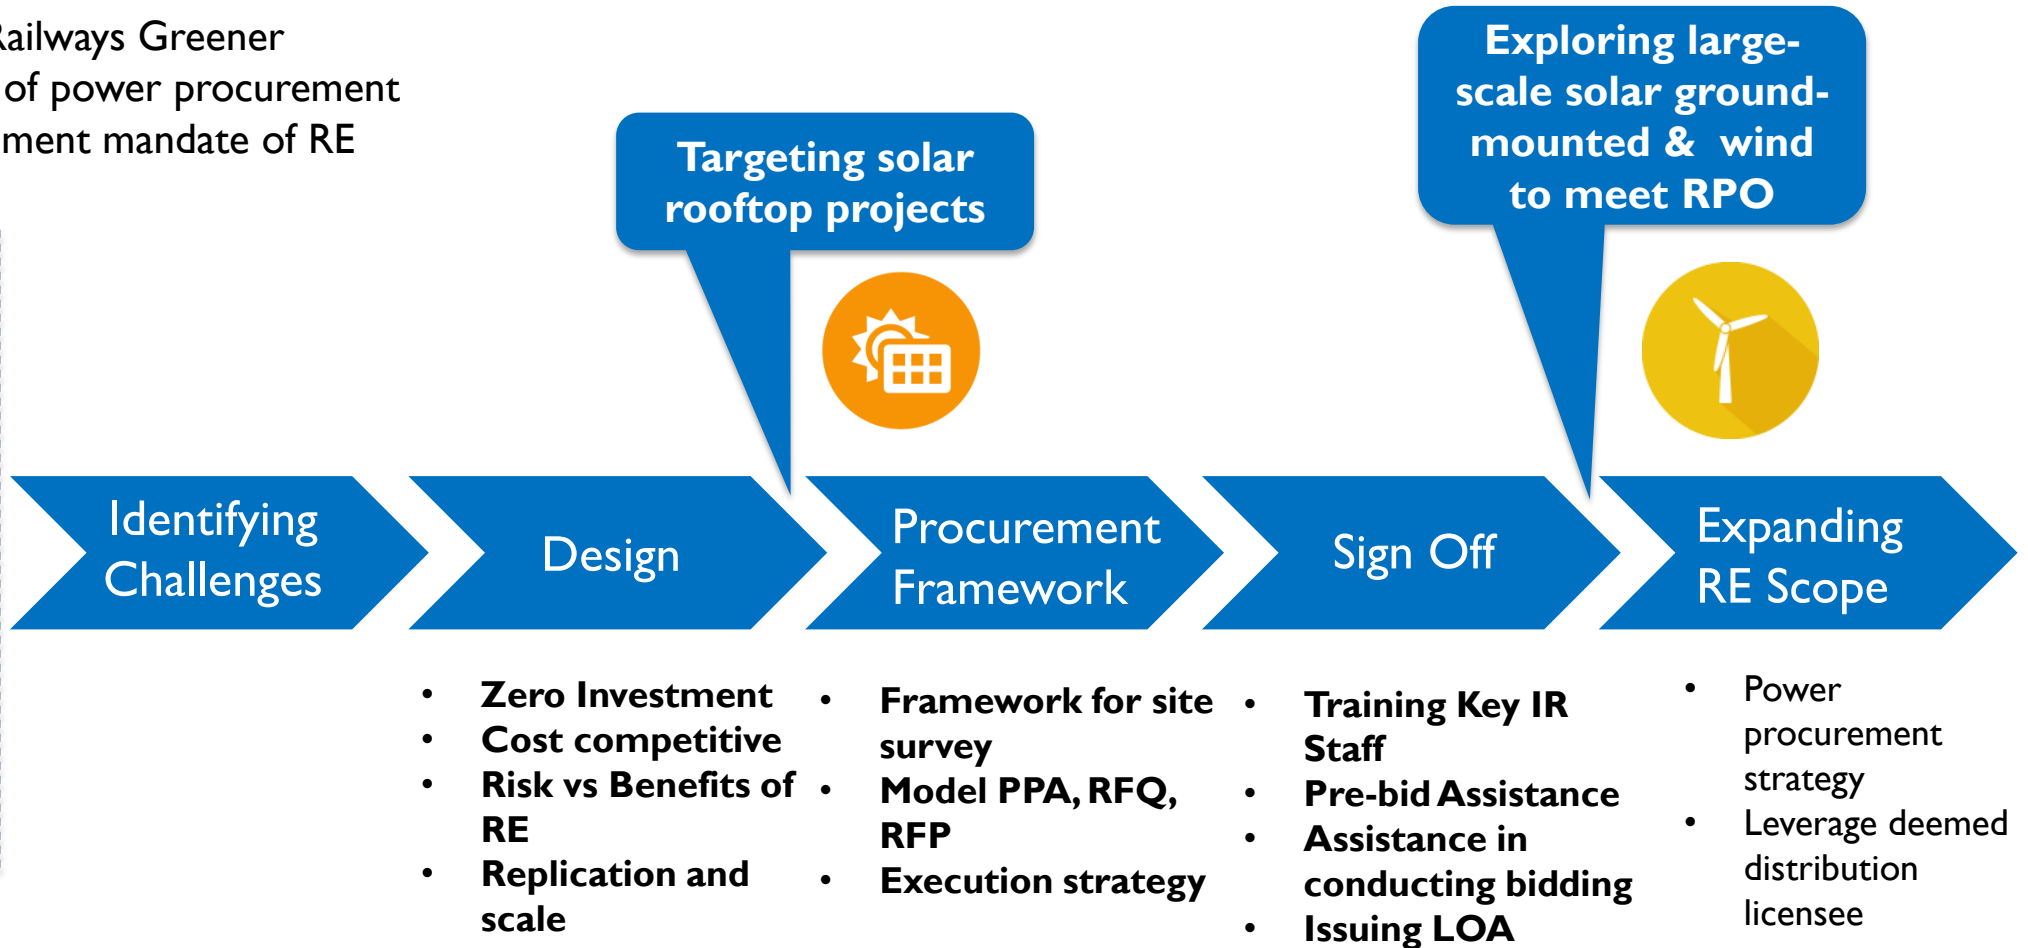 Railways Greener
of power procurement
ment mandate of RE
Targeting solar
rooftop projects
Exploring large-
scale solar ground-
mounted & wind
to meet RPO
Identifying
Challenges
Design
Procurement
Framework
Sign Off
Expanding
RE Scope
• Zero Investment
• Cost competitive
• Risk vs Benefits of
RE
• Replication and
scale
• Framework for site
survey
• Model PPA, RFQ,
RFP
• Execution strategy
• Training Key IR
Staff
• Pre-bid Assistance
• Assistance in
conducting bidding
• Issuing LOA
• Power
procurement
strategy
• Leverage deemed
distribution
licensee